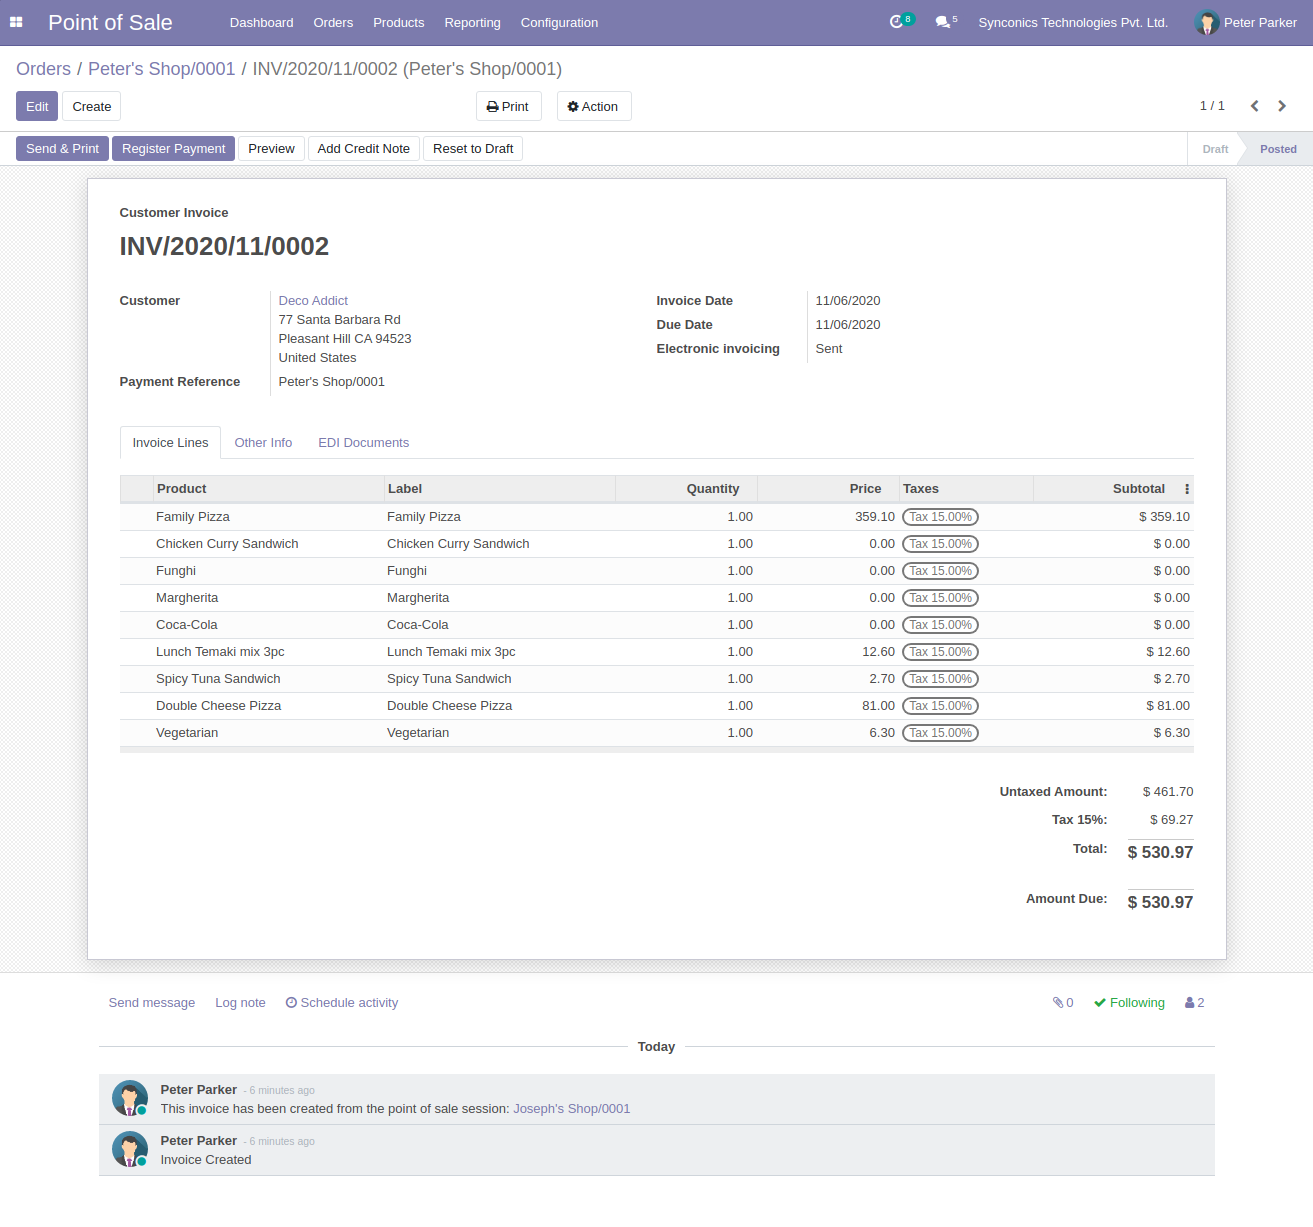 Point of Sale Dashboard Orders Products Reporting Configuration 8 5 Synconics Technologies Pvt. Ltd. Peter Parker
Orders / Peter's Shop/0001 / INV/2020/11/0002 (Peter's Shop/0001)
Edit Create Print Action 1 / 1
Send & Print Register Payment Preview Add Credit Note Reset to Draft Draft Posted
Customer Invoice
INV/2020/11/0002
Customer Deco Addict Invoice Date 11/06/2020
77 Santa Barbara Rd Due Date 11/06/2020
Pleasant Hill CA 94523 Electronic invoicing Sent
United States
Payment Reference Peter's Shop/0001
Invoice Lines Other Info EDI Documents
Product Label Quantity Price Taxes Subtotal
Family Pizza Family Pizza 1.00 359.10 Tax 15.00% $ 359.10
Chicken Curry Sandwich Chicken Curry Sandwich 1.00 0.00 Tax 15.00% $ 0.00
Funghi Funghi 1.00 0.00 Tax 15.00% $ 0.00
Margherita Margherita 1.00 0.00 Tax 15.00% $ 0.00
Coca-Cola Coca-Cola 1.00 0.00 Tax 15.00% $ 0.00
Lunch Temaki mix 3pc Lunch Temaki mix 3pc 1.00 12.60 Tax 15.00% $ 12.60
Spicy Tuna Sandwich Spicy Tuna Sandwich 1.00 2.70 Tax 15.00% $ 2.70
Double Cheese Pizza Double Cheese Pizza 1.00 81.00 Tax 15.00% $ 81.00
Vegetarian Vegetarian 1.00 6.30 Tax 15.00% $ 6.30
Untaxed Amount: $ 461.70
Tax 15%: $ 69.27
Total: $ 530.97
Amount Due: $ 530.97
Send message Log note Schedule activity 0 Following 2
Today
Peter Parker - 6 minutes ago
This invoice has been created from the point of sale session: Joseph's Shop/0001
Peter Parker - 6 minutes ago
Invoice Created